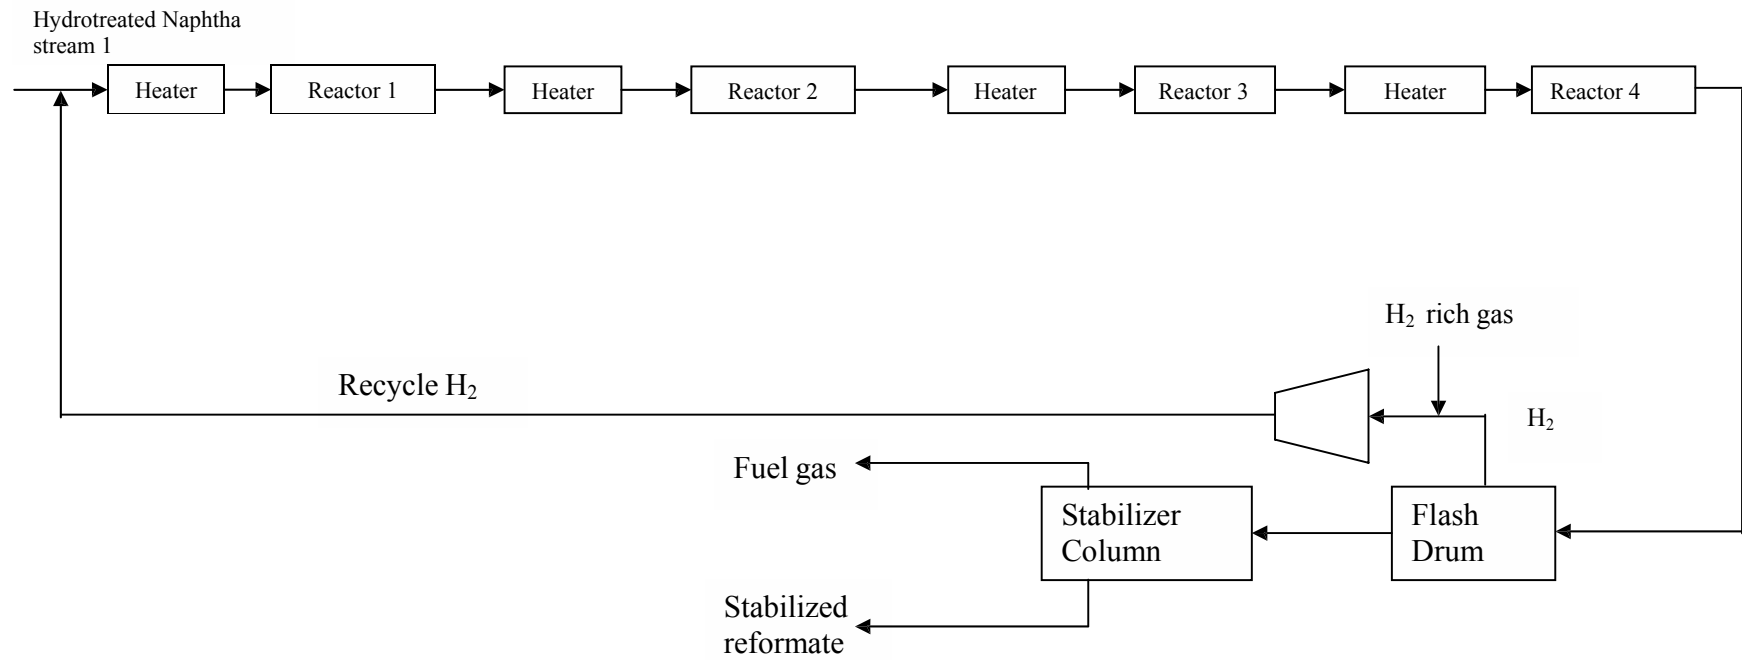 Hydrotreated Naphtha
stream 1
Heater
Reactor 1
Heater
Reactor 2
Heater
Reactor 3
Heater
Reactor 4
H₂ rich gas
Recycle H₂
H₂
Fuel gas
Stabilizer
Column
Flash
Drum
Stabilized
reformate